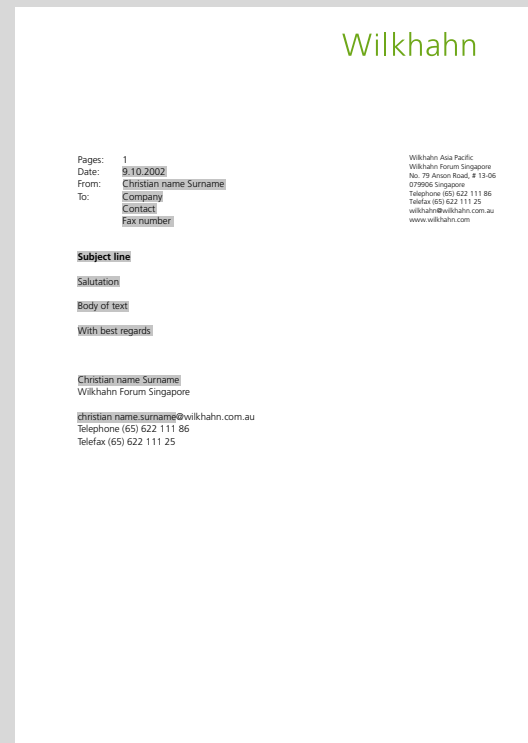 Wilkhahn
Pages: 1
Date: 9.10.2002
From: Christian name Surname
To: Company
Contact
Fax number
Wilkhahn Asia Pacific
Wilkhahn Forum Singapore
No. 79 Anson Road, # 13-06
079906 Singapore
Telephone (65) 622 111 86
Telefax (65) 622 111 25
wilkhahn@wilkhahn.com.au
www.wilkhahn.com
Subject line
Salutation
Body of text
With best regards
Christian name Surname
Wilkhahn Forum Singapore
christian name.surname@wilkhahn.com.au
Telephone (65) 622 111 86
Telefax (65) 622 111 25